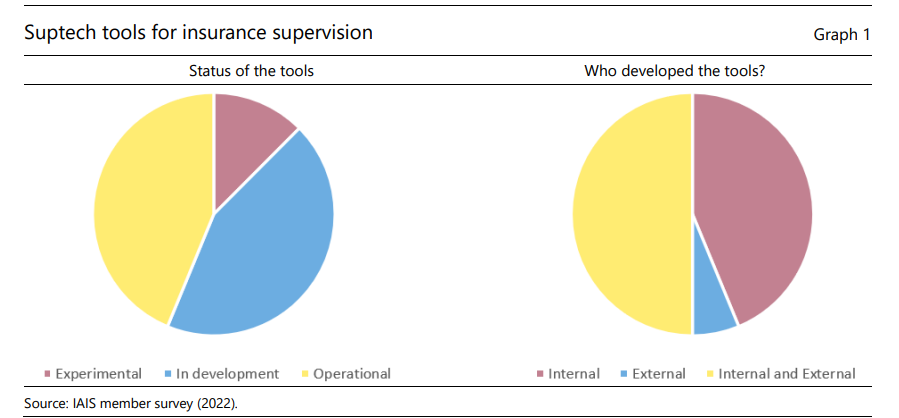 Suptech tools for insurance supervision
Graph 1
Status of the tools
Who developed the tools?
Experimental In development Operational
Internal External Internal and External
Source: IAIS member survey (2022).